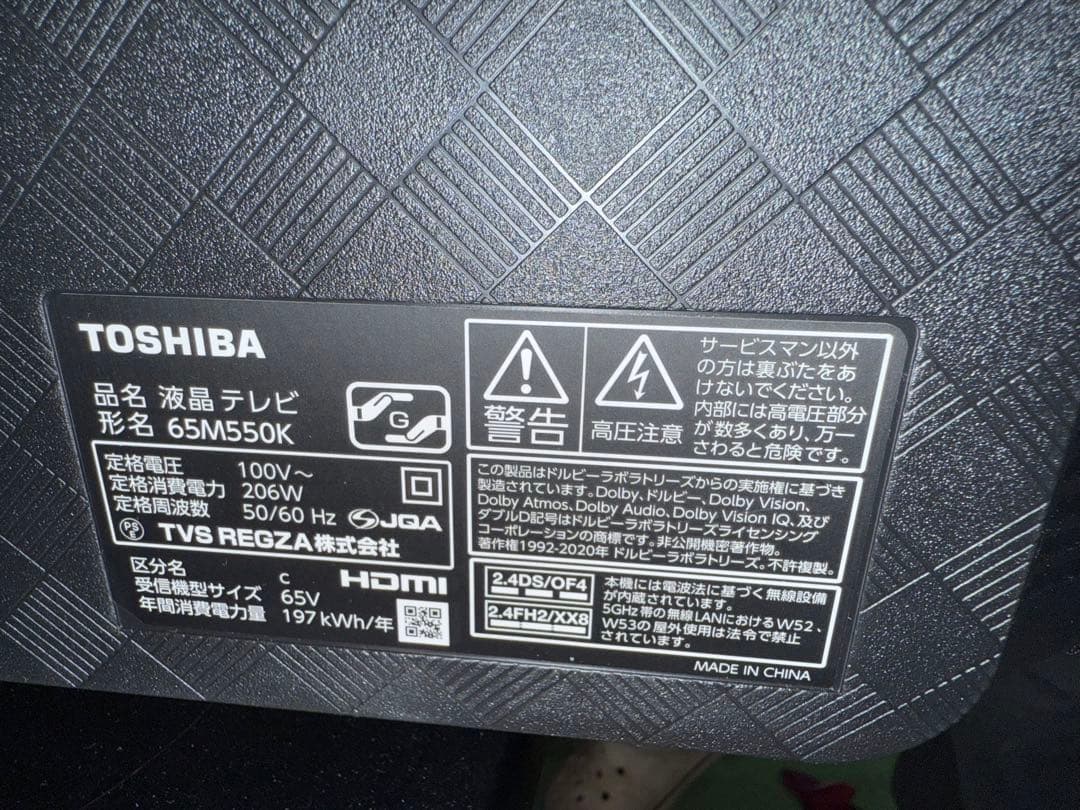 TOSHIBA
品名 液晶テレビ
形名 65M550K
G
定格電圧 100V～
定格消費電力 206W
定格周波数 50/60 Hz
PS
E
JQA
TVS REGZA株式会社
区分名 C
受信機型サイズ 65V
年間消費電力量 197 kWh/年
HDMI
警告
高圧注意
サービスマン以外
の方は裏ぶたをあ
けないでください。
内部には高電圧部分
が数多くあり、万一
さわると危険です。
この製品はドルビーラボラトリーズからの実施権に基づき
製造されています。Dolby、ドルビー、Dolby Vision、
Dolby Atmos、Dolby Audio、Dolby Vision IQ、及び
ダブルD記号はドルビーラボラトリーズライセンシング
コーポレーションの商標です。非公開機密著作物。
著作権1992-2020年 ドルビーラボラトリーズ。不許複製。
2.4DS/OF4
2.4FH2/XX8
本機には電波法に基づく無線設備
が内蔵されています。
5GHz帯の無線LANにおけるW52、
W53の屋外使用は法令で禁止
されています。
MADE IN CHINA